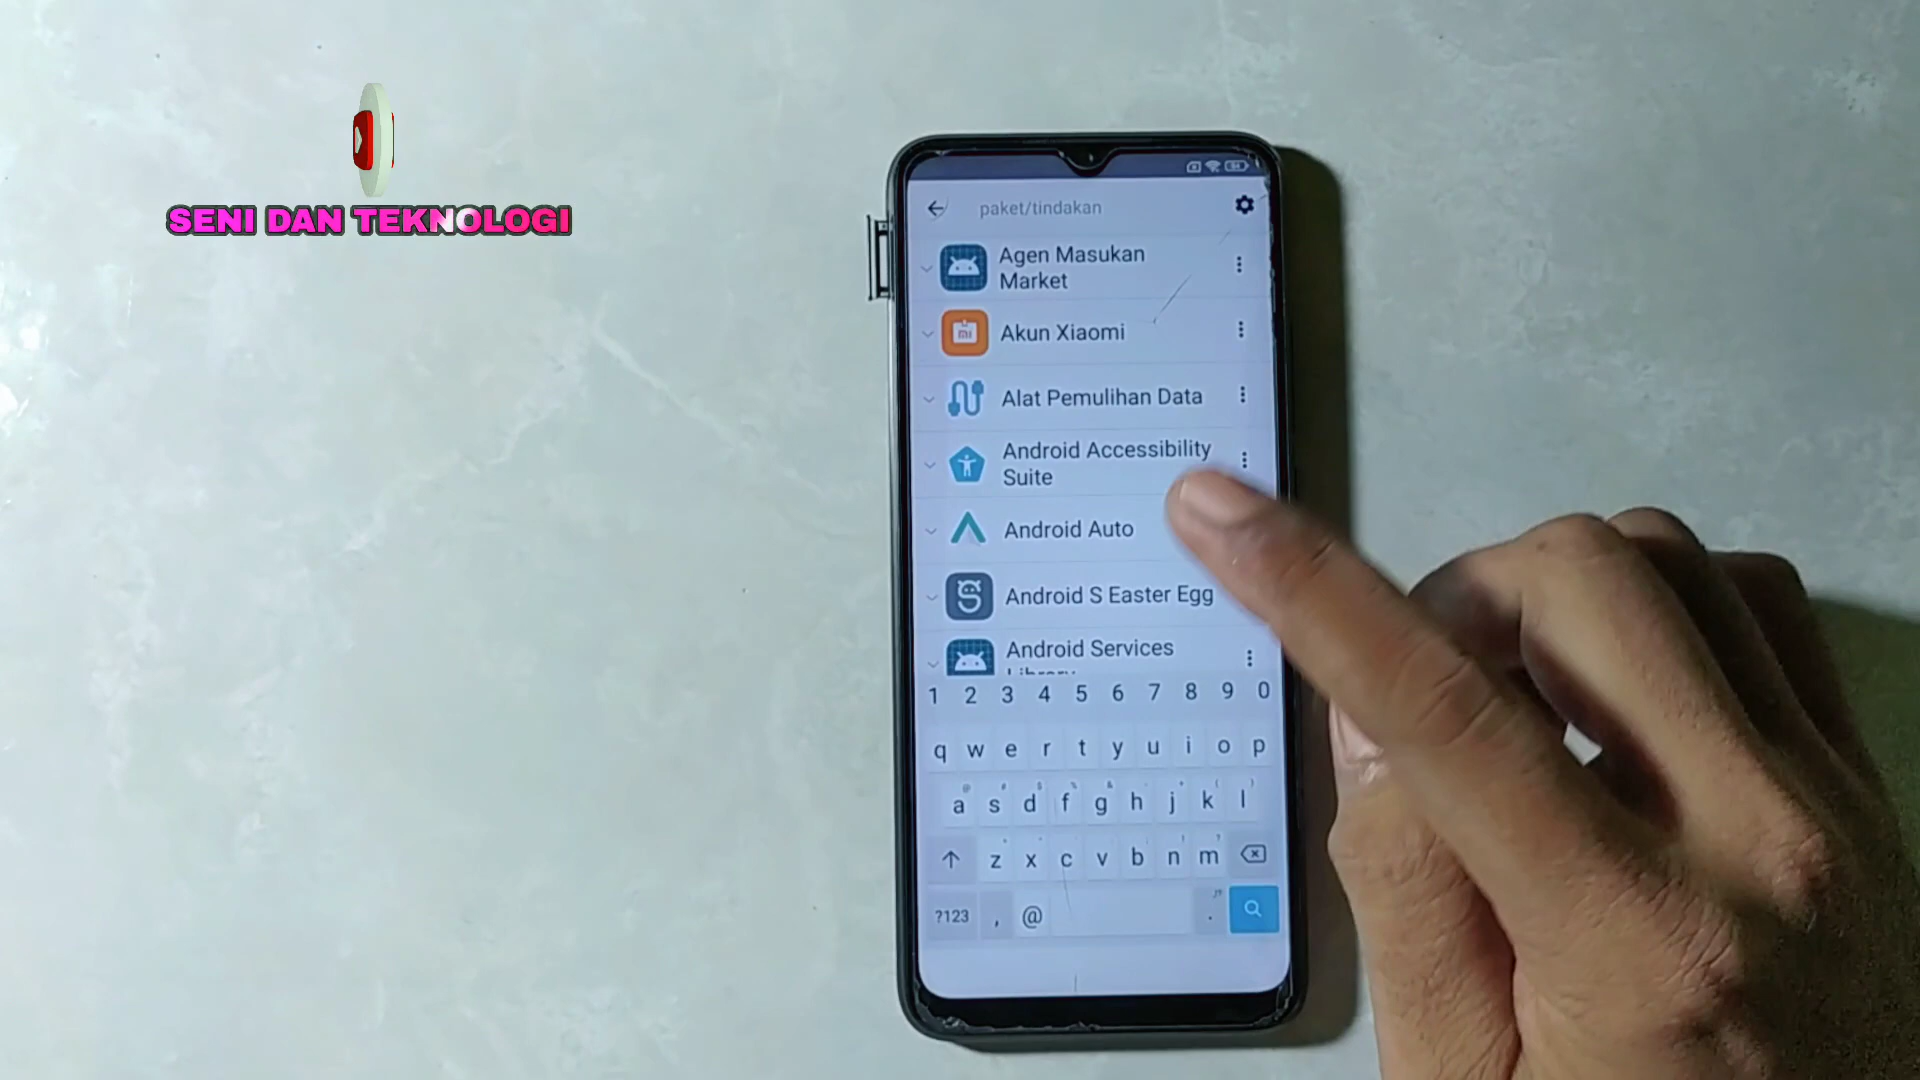 SENI DAN TEKNOLOGI
paket/tindakan
Agen Masukan
Market
Akun Xiaomi
Alat Pemulihan Data
Android Accessibility
Suite
Android Auto
Android S Easter Egg
Android Services
Library
1 2 3 4 5 6 7 8 9 0
q w e r t y u i o p
a s d f g h j k l
z x c v b n m
?123 , @ .